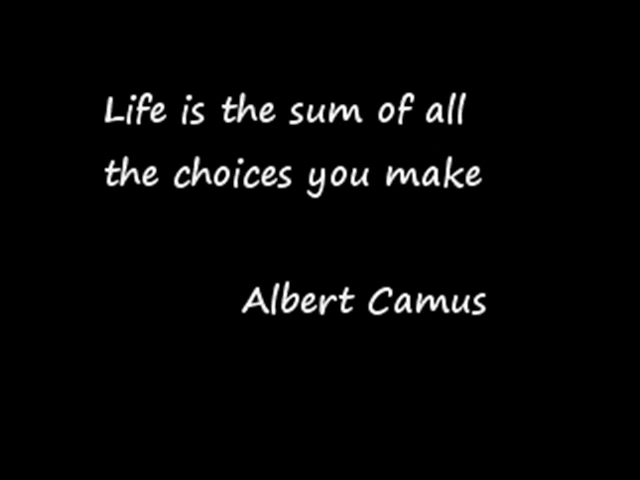 Life is the sum of all
the choices you make
Albert Camus